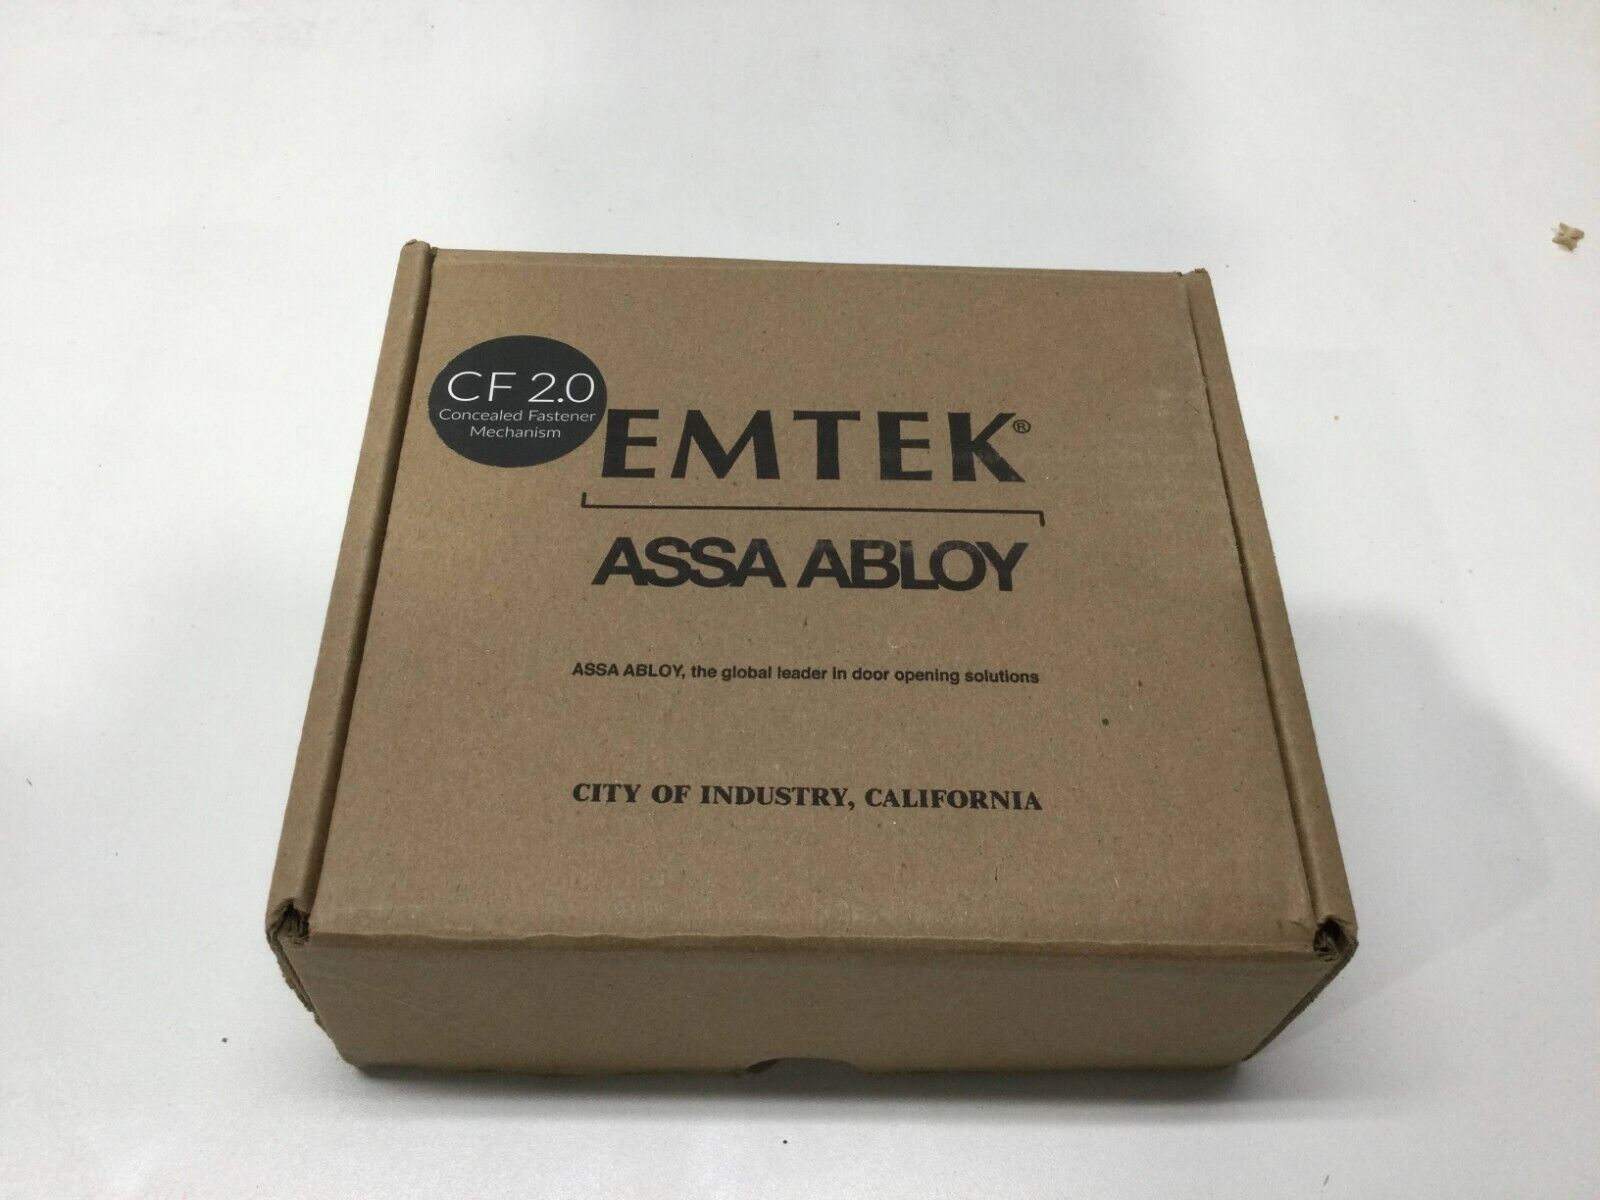 CF 2.0
Concealed Fastener
Mechanism
EMTEK®
ASSA ABLOY
ASSA ABLOY, the global leader in door opening solutions
CITY OF INDUSTRY, CALIFORNIA